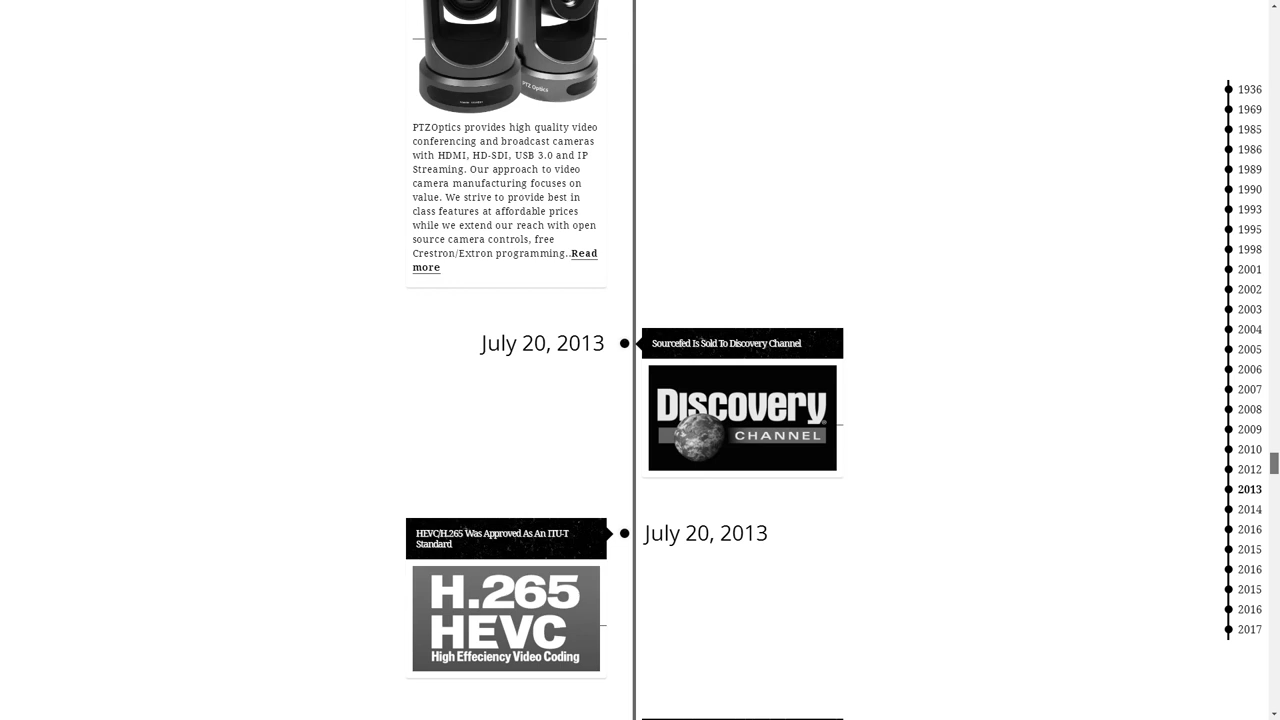 PTZ Optics
PTZOptics provides high quality video
conferencing and broadcast cameras
with HDMI, HD-SDI, USB 3.0 and IP
Streaming. Our approach to video
camera manufacturing focuses on
value. We strive to provide best in
class features at affordable prices
while we extend our reach with open
source camera controls, free
Crestron/Extron programming..Read
more
July 20, 2013
Sourcefed Is Sold To Discovery Channel
Discovery
CHANNEL
HEVC/H.265 Was Approved As An ITU-T
Standard
July 20, 2013
H.265
HEVC
High Effeciency Video Coding
1936
1969
1985
1986
1989
1990
1993
1995
1998
2001
2002
2003
2004
2005
2006
2007
2008
2009
2010
2012
2013
2014
2016
2015
2016
2015
2016
2017